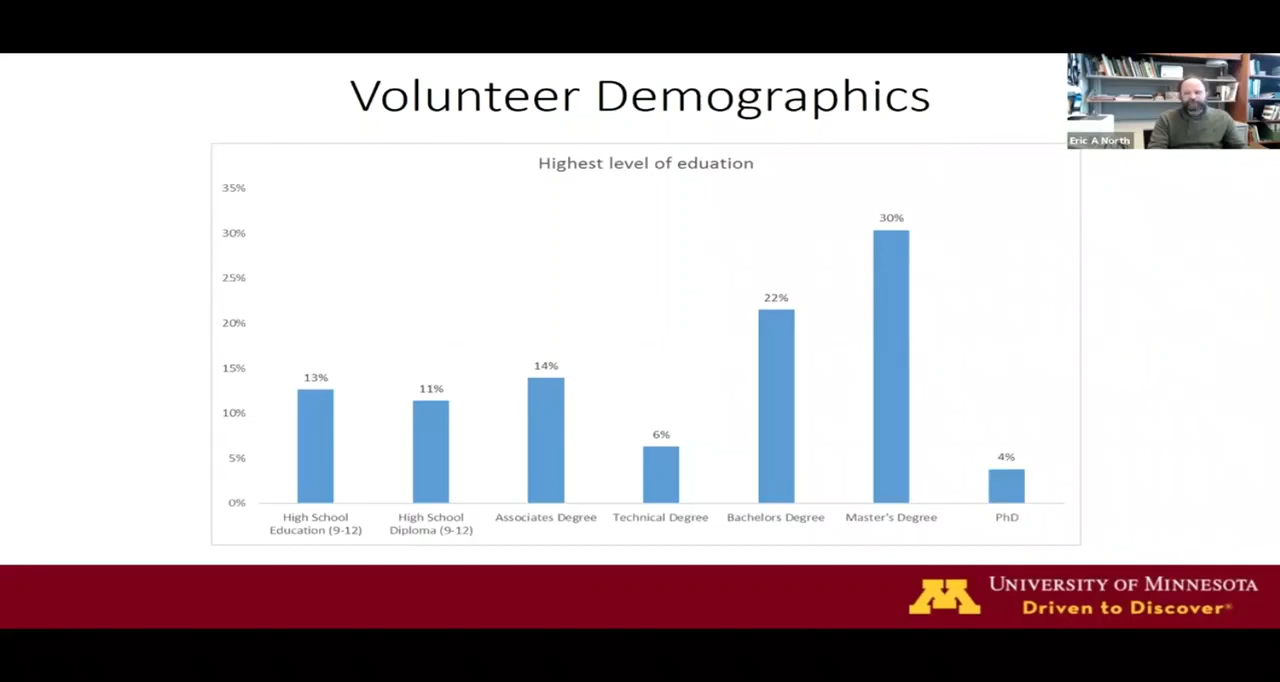 Volunteer Demographics
Eric A North
Highest level of eduation
35%
30%
25%
20%
15%
10%
5%
0%
13%
11%
14%
6%
22%
30%
4%
High School
Education (9-12)
High School
Diploma (9-12)
Associates Degree
Technical Degree
Bachelors Degree
Master's Degree
PhD
M
UNIVERSITY OF MINNESOTA
Driven to Discover®